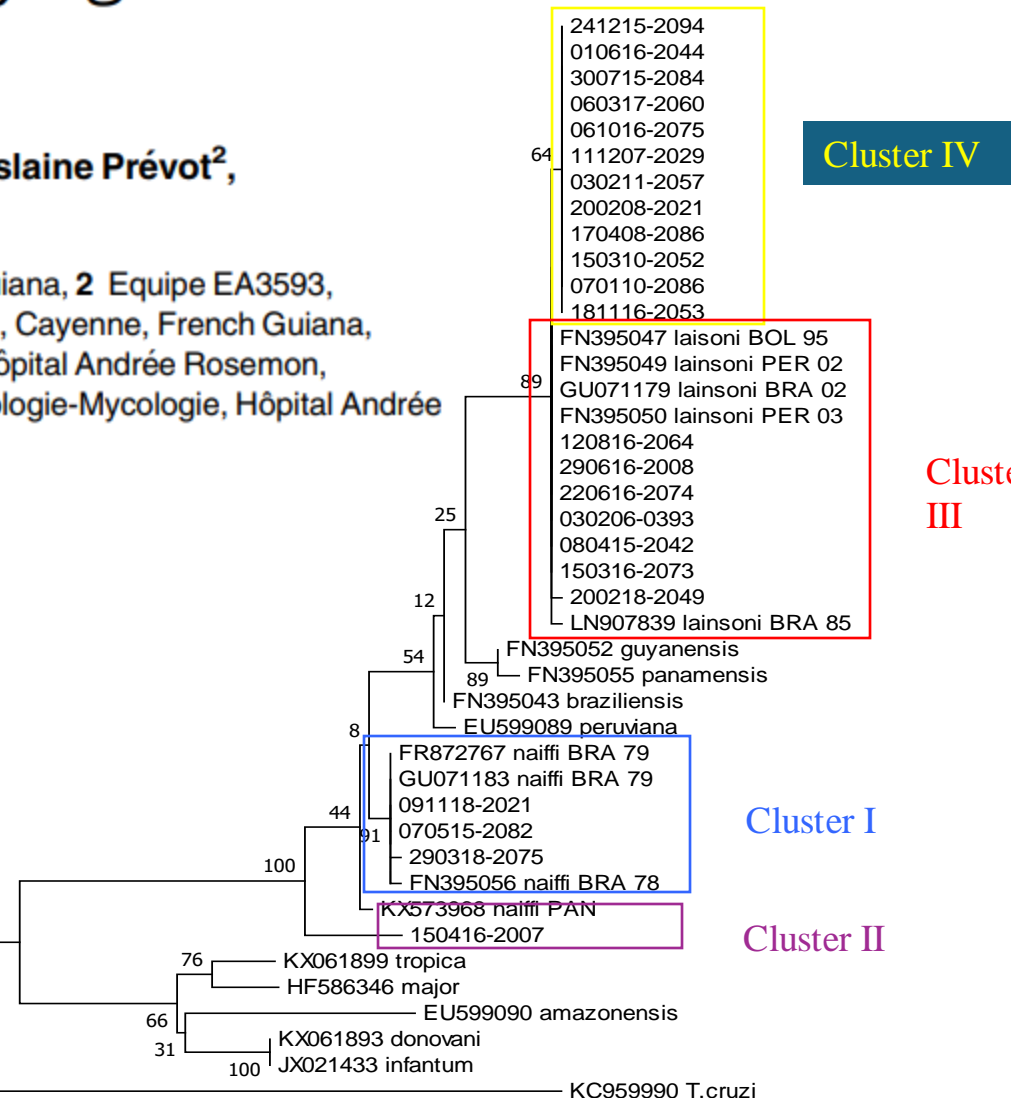 slaine Prévot2,
iana, 2 Equipe EA3593,
, Cayenne, French Guiana,
ôpital Andrée Rosemon,
ologie-Mycologie, Hôpital Andrée
241215-2094
010616-2044
300715-2084
060317-2060
061016-2075
111207-2029
030211-2057
200208-2021
170408-2086
150310-2052
070110-2086
181116-2053
64
Cluster IV
FN395047 laisoni BOL 95
FN395049 lainsoni PER 02
GU071179 lainsoni BRA 02
FN395050 lainsoni PER 03
120816-2064
290616-2008
220616-2074
030206-0393
080415-2042
150316-2073
200218-2049
LN907839 lainsoni BRA 85
89
Cluste
III
25
12
FN395052 guyanensis
FN395055 panamensis
89
54
FN395043 braziliensis
EU599089 peruviana
8
FR872767 naiffi BRA 79
GU071183 naiffi BRA 79
091118-2021
070515-2082
290318-2075
FN395056 naiffi BRA 78
91
Cluster I
44
KX573968 naiffi PAN
100
150416-2007
Cluster II
76
KX061899 tropica
HF586346 major
66
EU599090 amazonensis
31
KX061893 donovani
JX021433 infantum
100
KC959990 T.cruzi